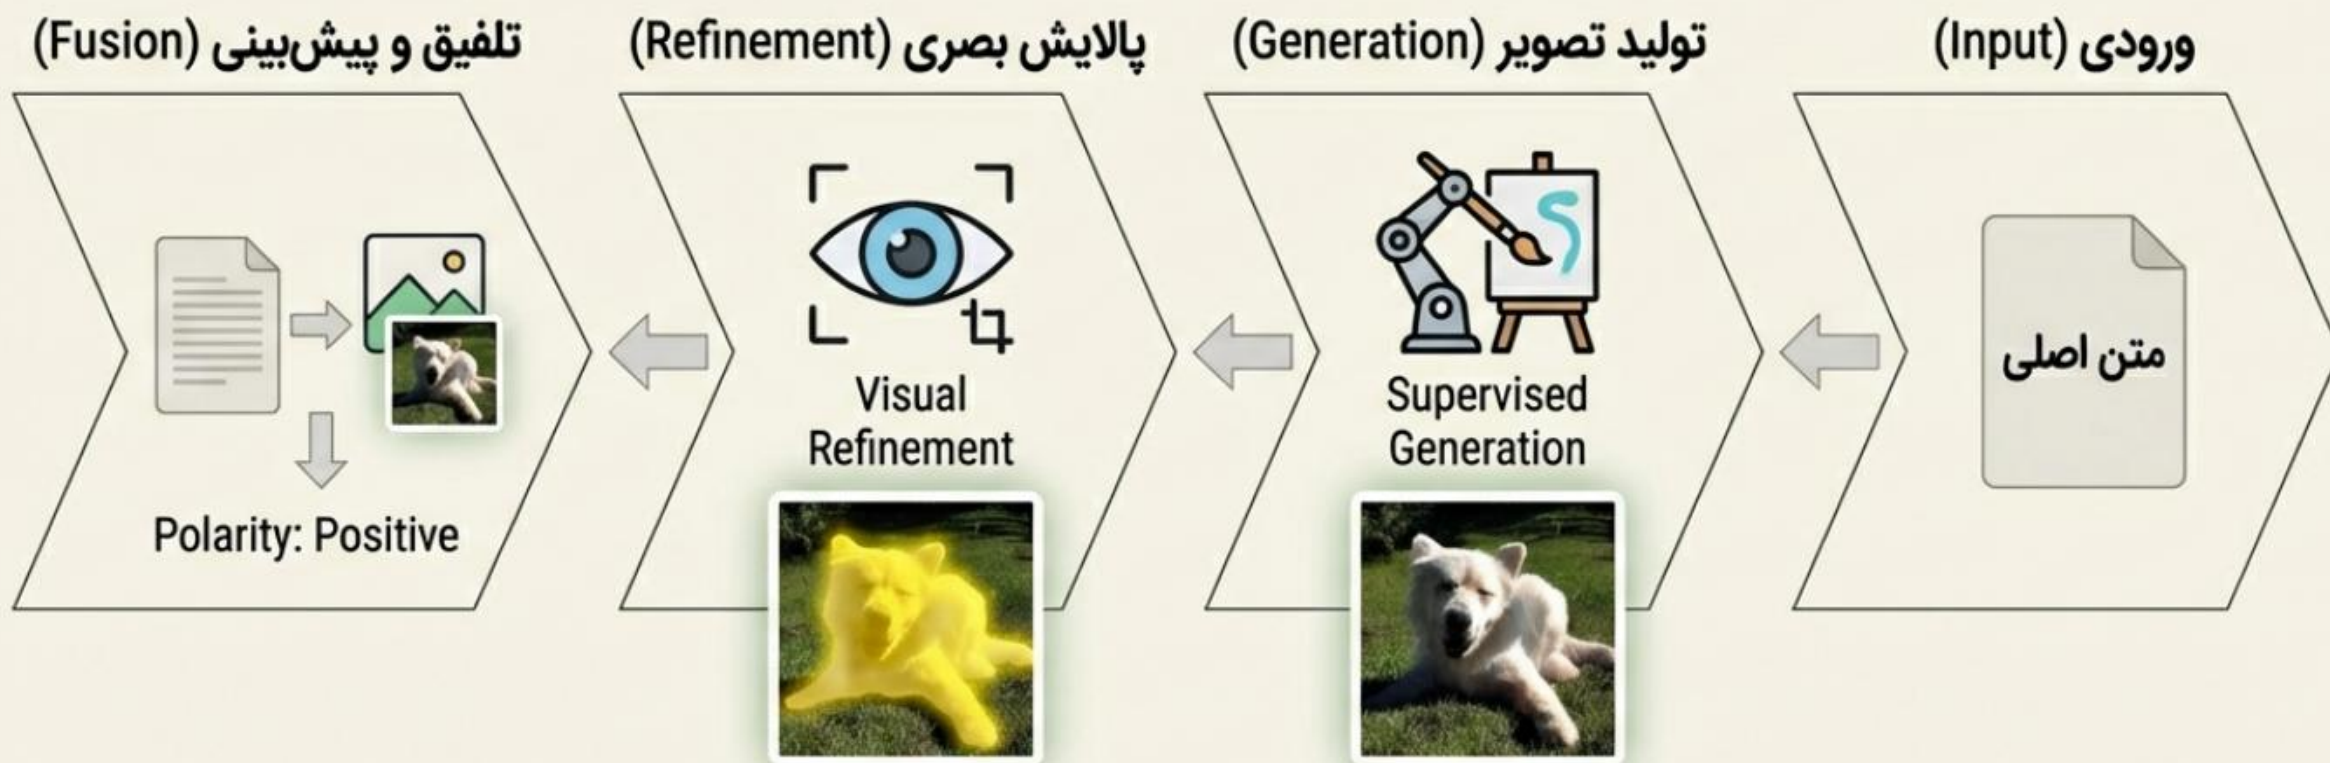 ورودی (Input)
متن اصلی
تولید تصویر (Generation)
Supervised
Generation
پالایش بصری (Refinement)
Visual
Refinement
تلفیق و پیش‌بینی (Fusion)
Polarity: Positive